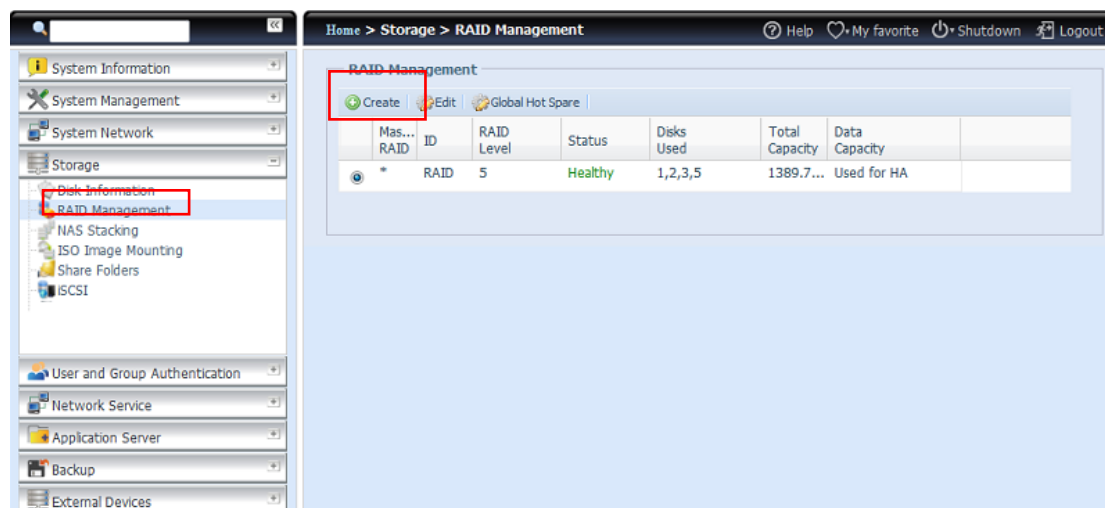 Home > Storage > RAID Management
Help My favorite Shutdown Logout
System Information
System Management
System Network
Storage
Disk Information
RAID Management
NAS Stacking
ISO Image Mounting
Share Folders
iSCSI
User and Group Authentication
Network Service
Application Server
Backup
External Devices
RAID Management
Create Edit Global Hot Spare
Mas... RAID ID RAID Level Status Disks Used Total Capacity Data Capacity
* RAID 5 Healthy 1,2,3,5 1389.7... Used for HA